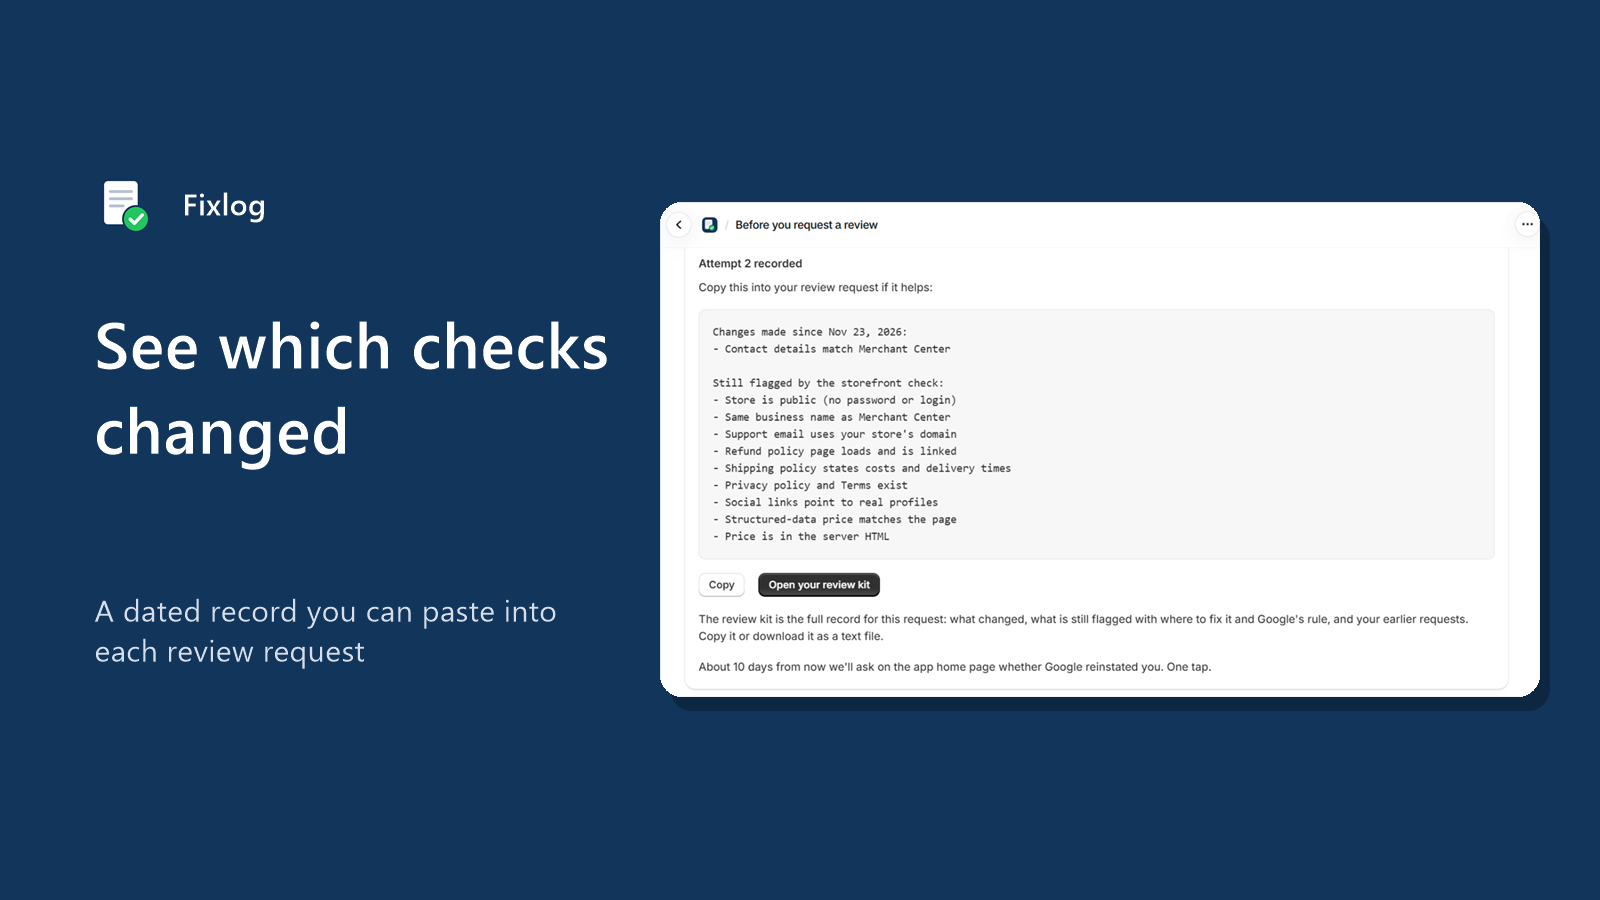 Fixlog
See which checks
changed
A dated record you can paste into
each review request
/ Before you request a review
Attempt 2 recorded
Copy this into your review request if it helps:
Changes made since Nov 23, 2026:
- Contact details match Merchant Center
Still flagged by the storefront check:
- Store is public (no password or login)
- Same business name as Merchant Center
- Support email uses your store's domain
- Refund policy page loads and is linked
- Shipping policy states costs and delivery times
- Privacy policy and Terms exist
- Social links point to real profiles
- Structured-data price matches the page
- Price is in the server HTML
Copy
Open your review kit
The review kit is the full record for this request: what changed, what is still flagged with where to fix it and Google's rule, and your earlier requests.
Copy it or download it as a text file.
About 10 days from now we'll ask on the app home page whether Google reinstated you. One tap.